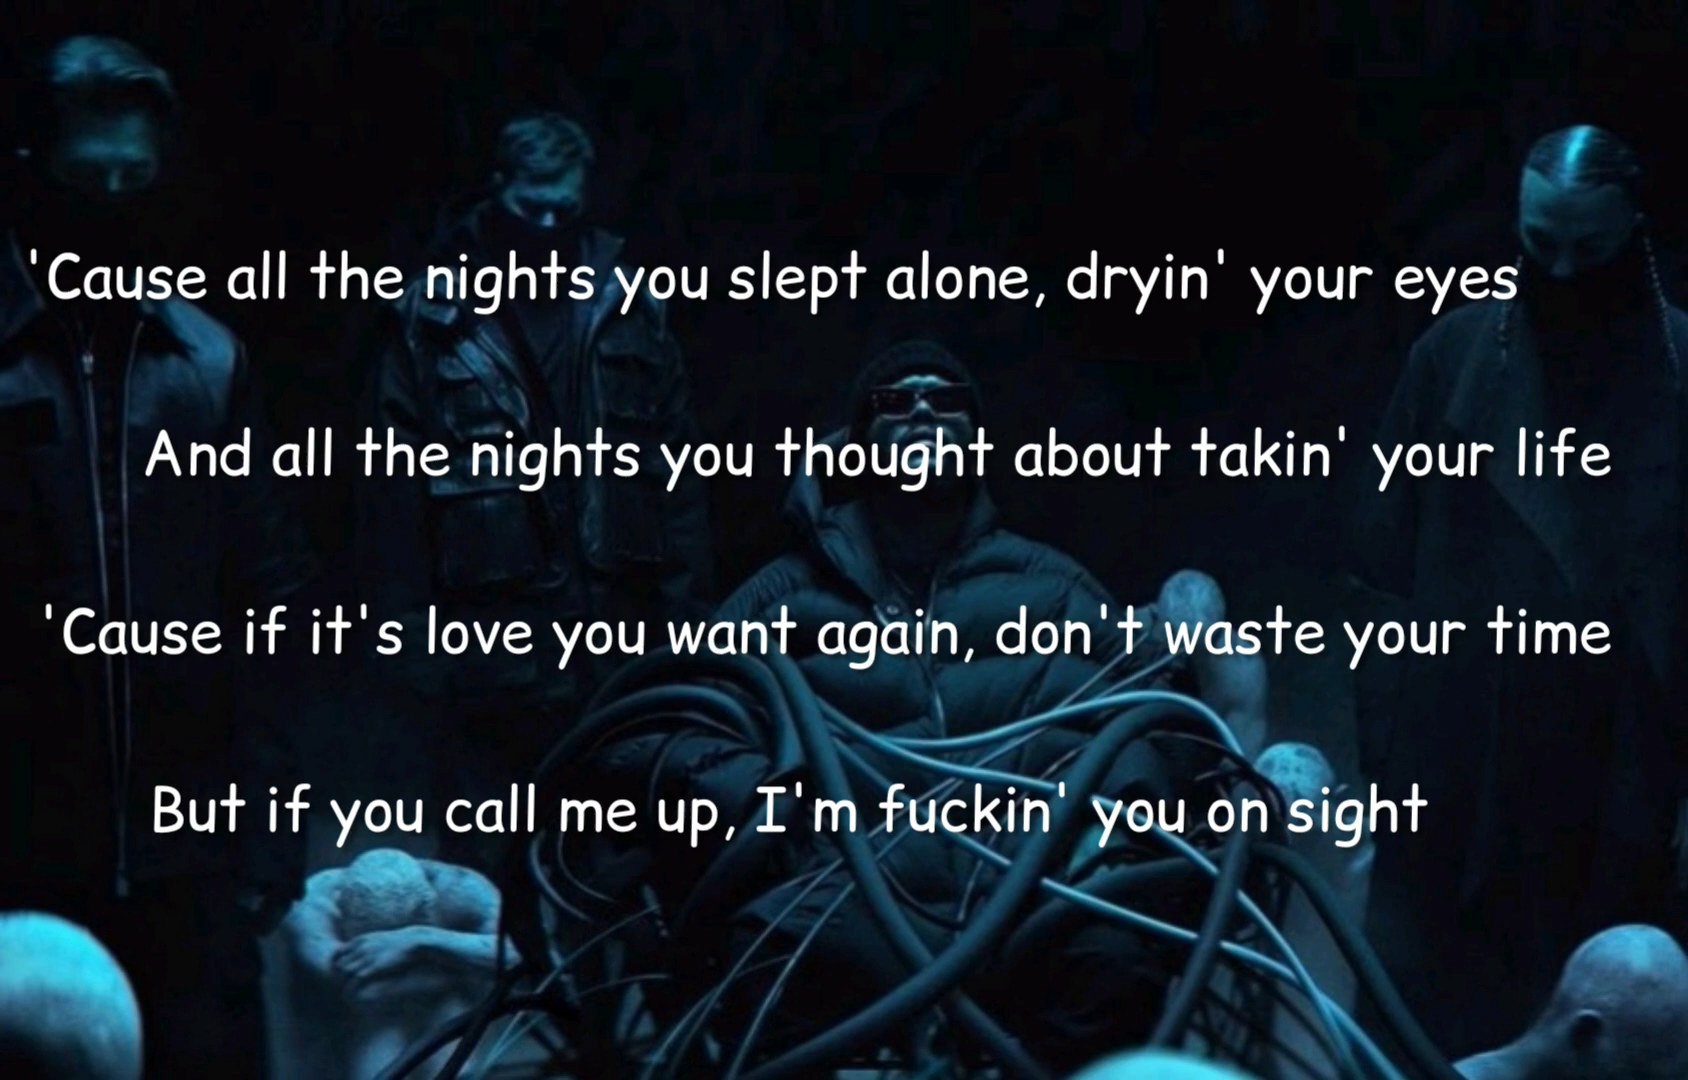 'Cause all the nights you slept alone, dryin' your eyes
And all the nights you thought about takin' your life
'Cause if it's love you want again, don't waste your time
But if you call me up, I'm fuckin' you on sight